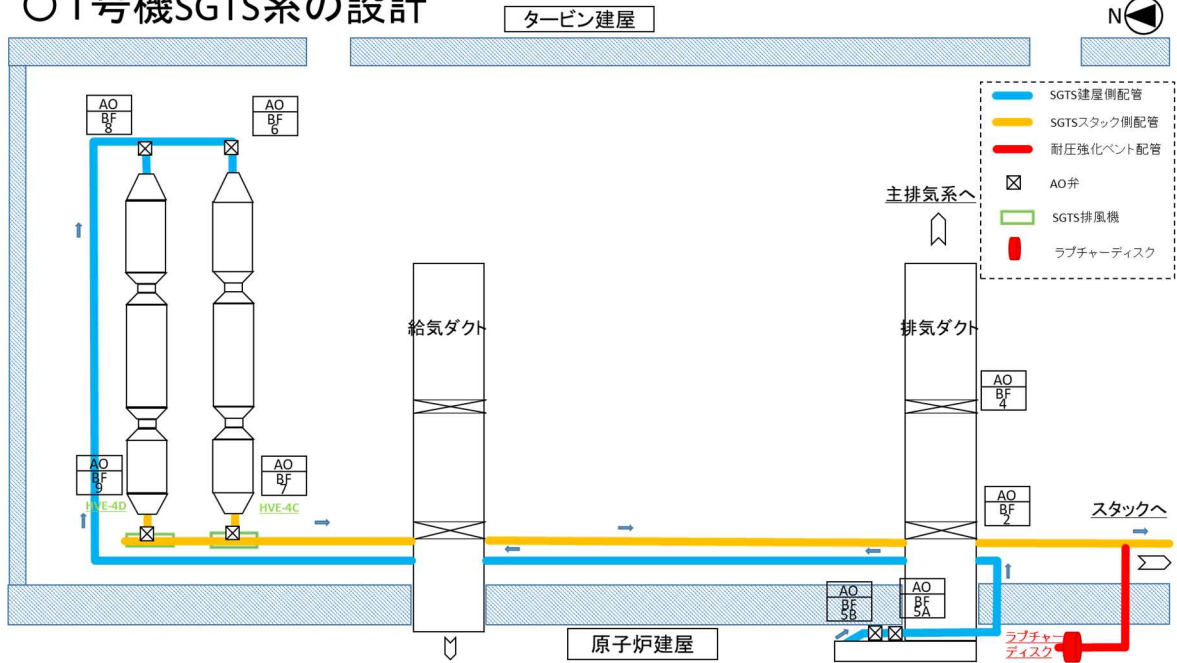 〇1号機SGTS系の設計
タービン建屋
N
SGTS建屋側配管
SGTSスタック側配管
耐圧強化ベント配管
AO弁
SGTS排風機
ラプチャーディスク
AO
BF
8
AO
BF
6
主排気系へ
給気ダクト
排気ダクト
AO
BF
4
AO
BF
9
HVE-4D
AO
BF
7
HVE-4C
AO
BF
2
スタックへ
AO
BF
5B
AO
BF
5A
原子炉建屋
ラプチャー
ディスク